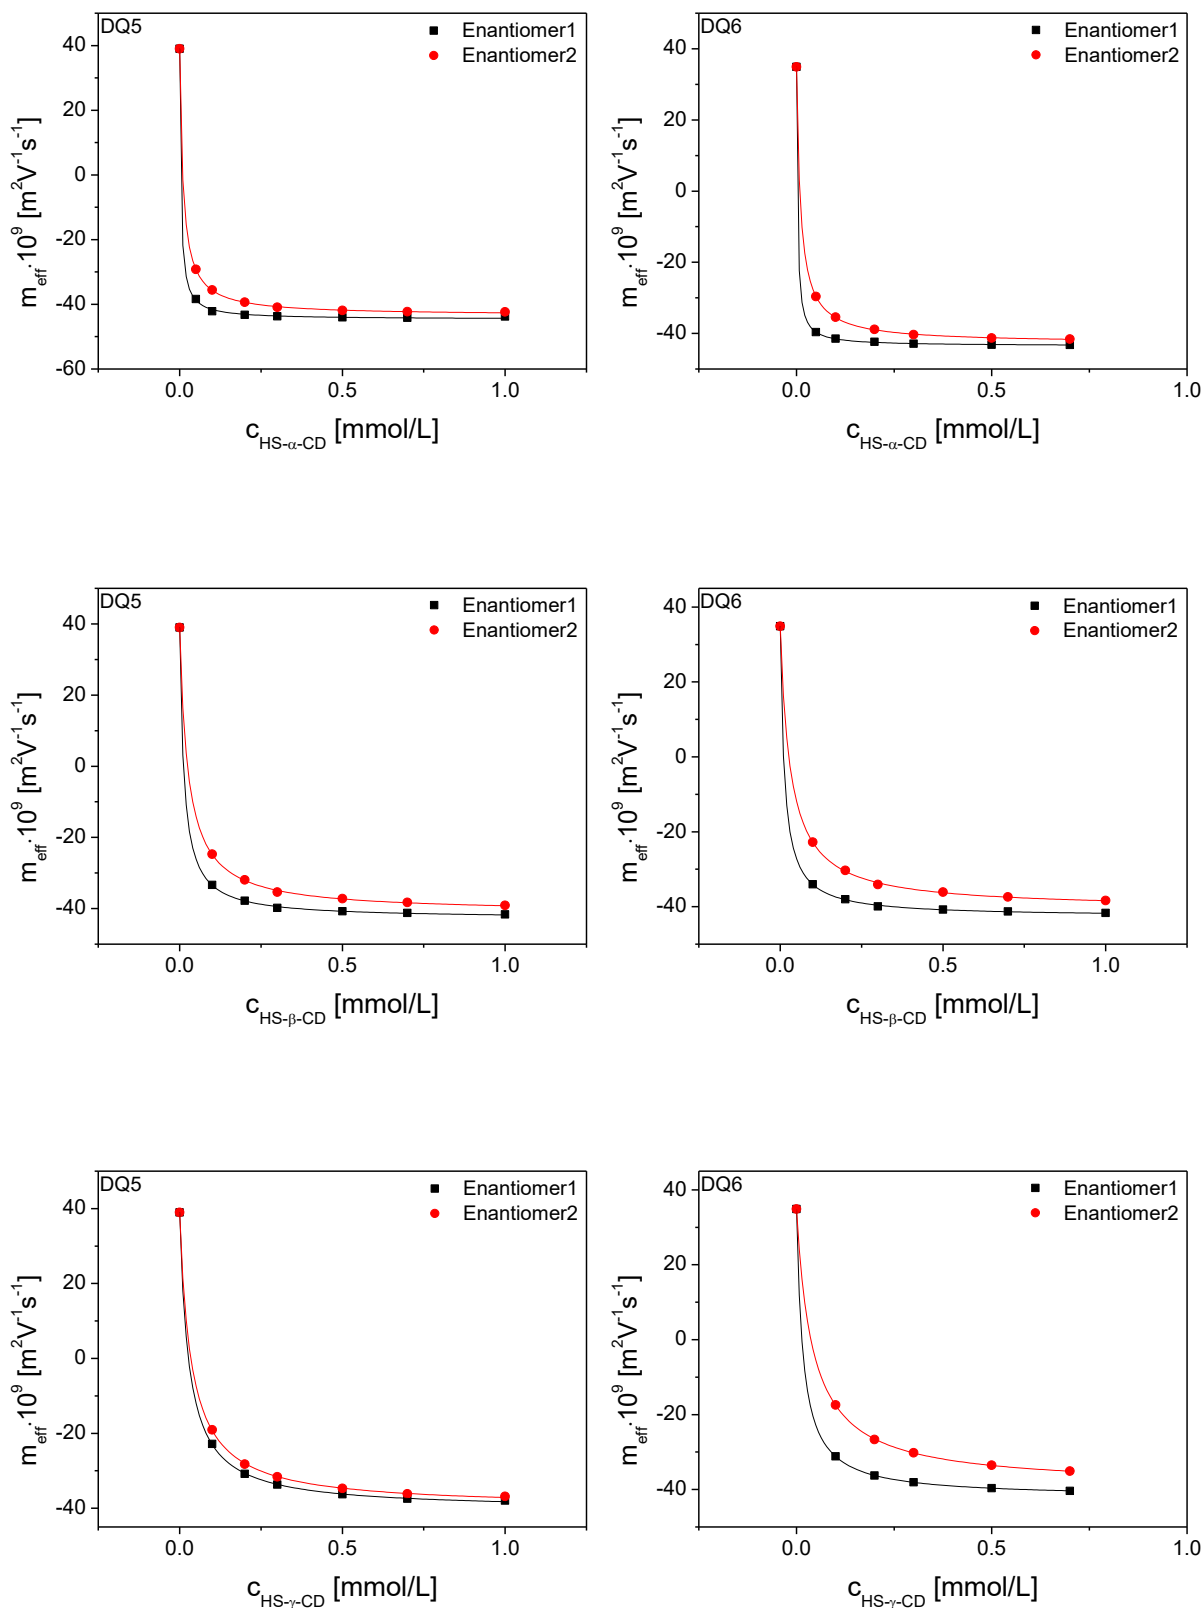 DQ5
Enantiomer1
Enantiomer2
40
20
0
-20
-40
-60
0.0
0.5
1.0
m_eff·10^9 [m^2V^-1s^-1]
c_HS-α-CD [mmol/L]
DQ6
Enantiomer1
Enantiomer2
40
20
0
-20
-40
0.0
0.5
1.0
m_eff·10^9 [m^2V^-1s^-1]
c_HS-α-CD [mmol/L]
DQ5
Enantiomer1
Enantiomer2
40
20
0
-20
-40
0.0
0.5
1.0
m_eff·10^9 [m^2V^-1s^-1]
c_HS-β-CD [mmol/L]
DQ6
Enantiomer1
Enantiomer2
40
20
0
-20
-40
0.0
0.5
1.0
m_eff·10^9 [m^2V^-1s^-1]
c_HS-β-CD [mmol/L]
DQ5
Enantiomer1
Enantiomer2
40
20
0
-20
-40
0.0
0.5
1.0
m_eff·10^9 [m^2V^-1s^-1]
c_HS-γ-CD [mmol/L]
DQ6
Enantiomer1
Enantiomer2
40
20
0
-20
-40
0.0
0.5
1.0
m_eff·10^9 [m^2V^-1s^-1]
c_HS-γ-CD [mmol/L]